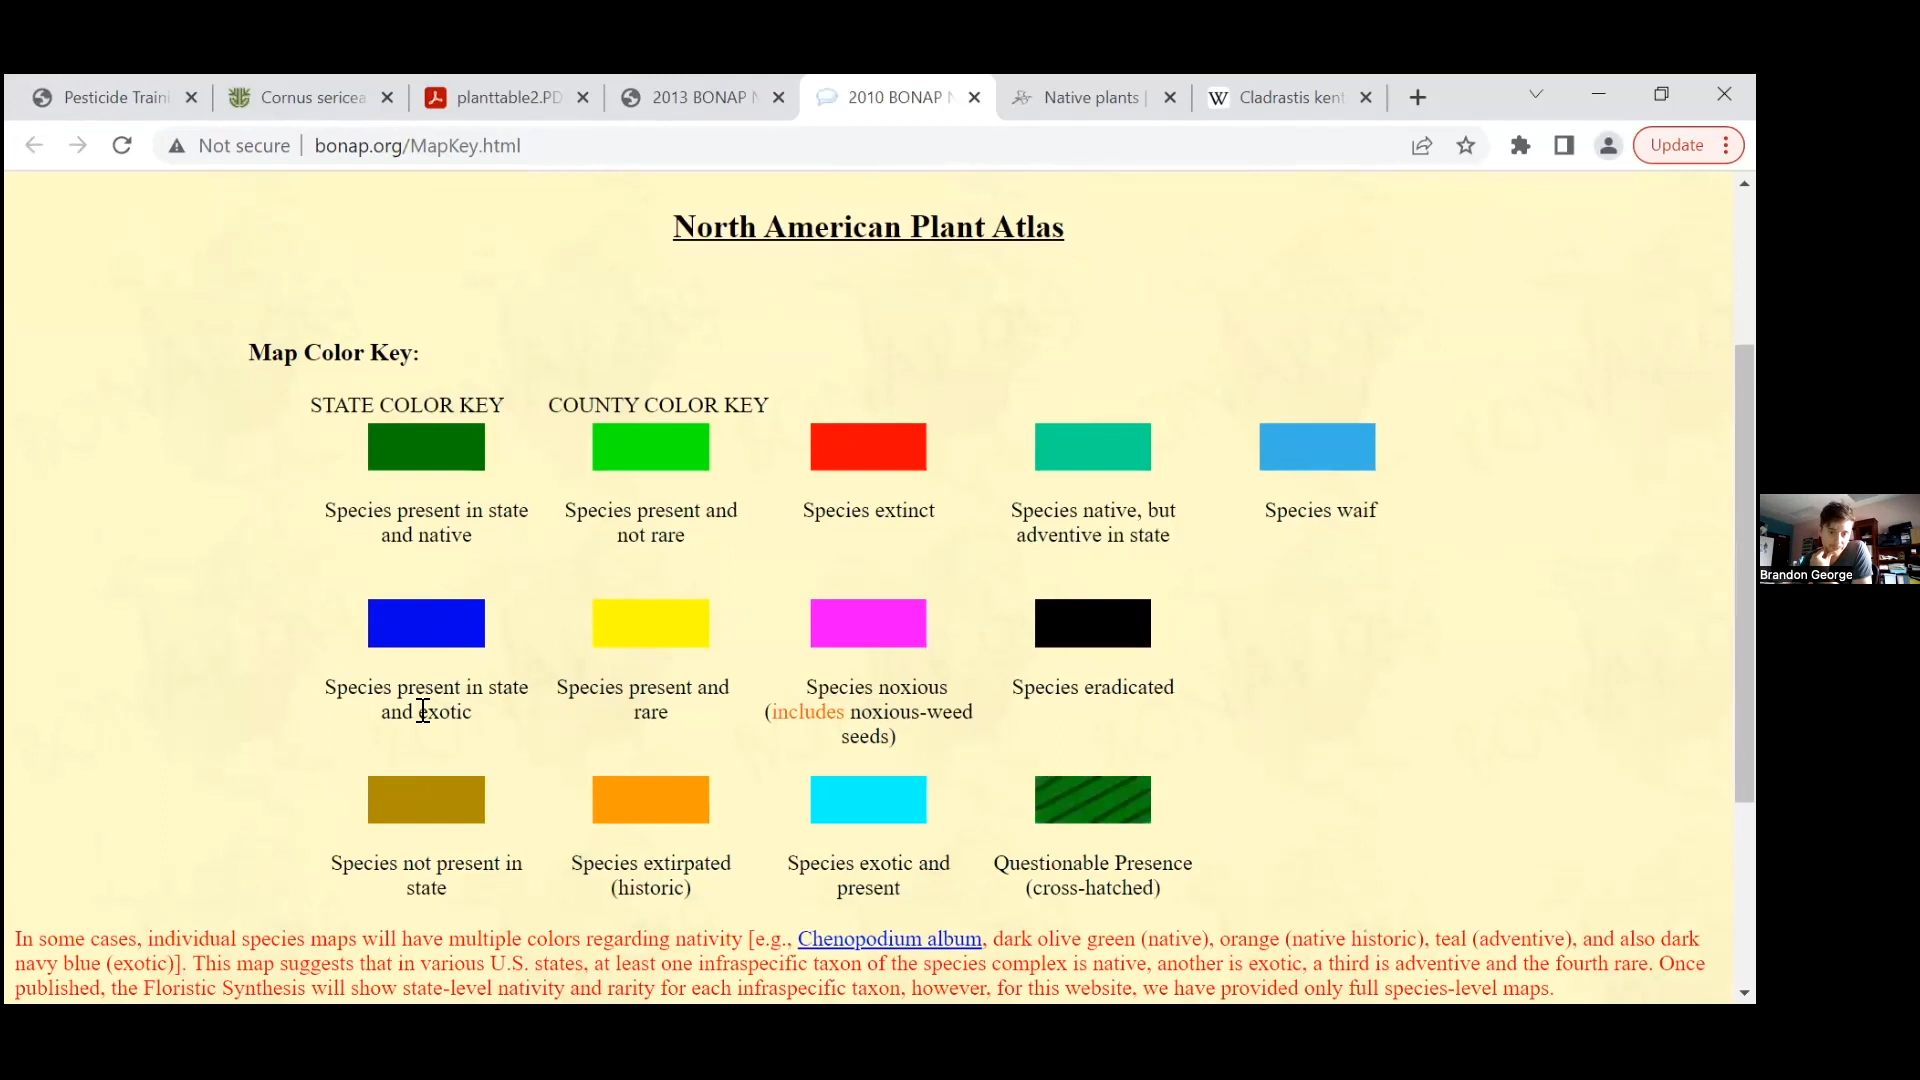 Pesticide Traini
Cornus sericea
planttable2.PD
2013 BONAP N
2010 BONAP N
Native plants |
Cladrastis kent
Not secure | bonap.org/MapKey.html
Update
North American Plant Atlas
Map Color Key:
STATE COLOR KEY
COUNTY COLOR KEY
Species present in state
and native
Species present and
not rare
Species extinct
Species native, but
adventive in state
Species waif
Species present in state
and exotic
Species present and
rare
Species noxious
(includes noxious-weed
seeds)
Species eradicated
Species not present in
state
Species extirpated
(historic)
Species exotic and
present
Questionable Presence
(cross-hatched)
In some cases, individual species maps will have multiple colors regarding nativity [e.g., Chenopodium album, dark olive green (native), orange (native historic), teal (adventive), and also dark
navy blue (exotic)]. This map suggests that in various U.S. states, at least one infraspecific taxon of the species complex is native, another is exotic, a third is adventive and the fourth rare. Once
published, the Floristic Synthesis will show state-level nativity and rarity for each infraspecific taxon, however, for this website, we have provided only full species-level maps.
Brandon George